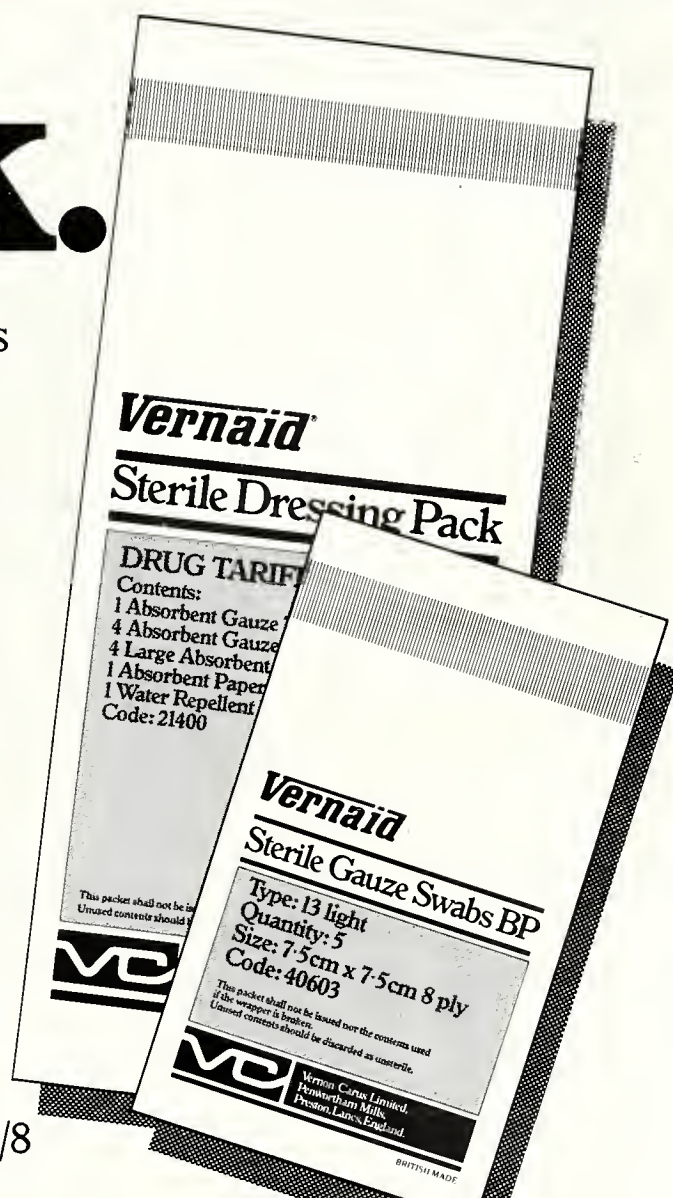 k.
s
Vernaid®
Sterile Dressing Pack
DRUG TARIFF
Contents:
1 Absorbent Gauze
4 Absorbent Gauze
4 Large Absorbent
1 Absorbent Paper
1 Water Repellent
Code: 21400
This packet shall not be
Unused contents should
VC
Vernaid
Sterile Gauze Swabs BP
Type: 13 light
Quantity: 5
Size: 7·5cm x 7·5cm 8 ply
Code: 40603
This packet shall not be issued nor the contents used
if the wrapper is broken.
Unused contents should be discarded as unsterile.
VC
Vernon Carus Limited,
Penwortham Mills,
Preston, Lancs, England.
BRITISH MADE
/8